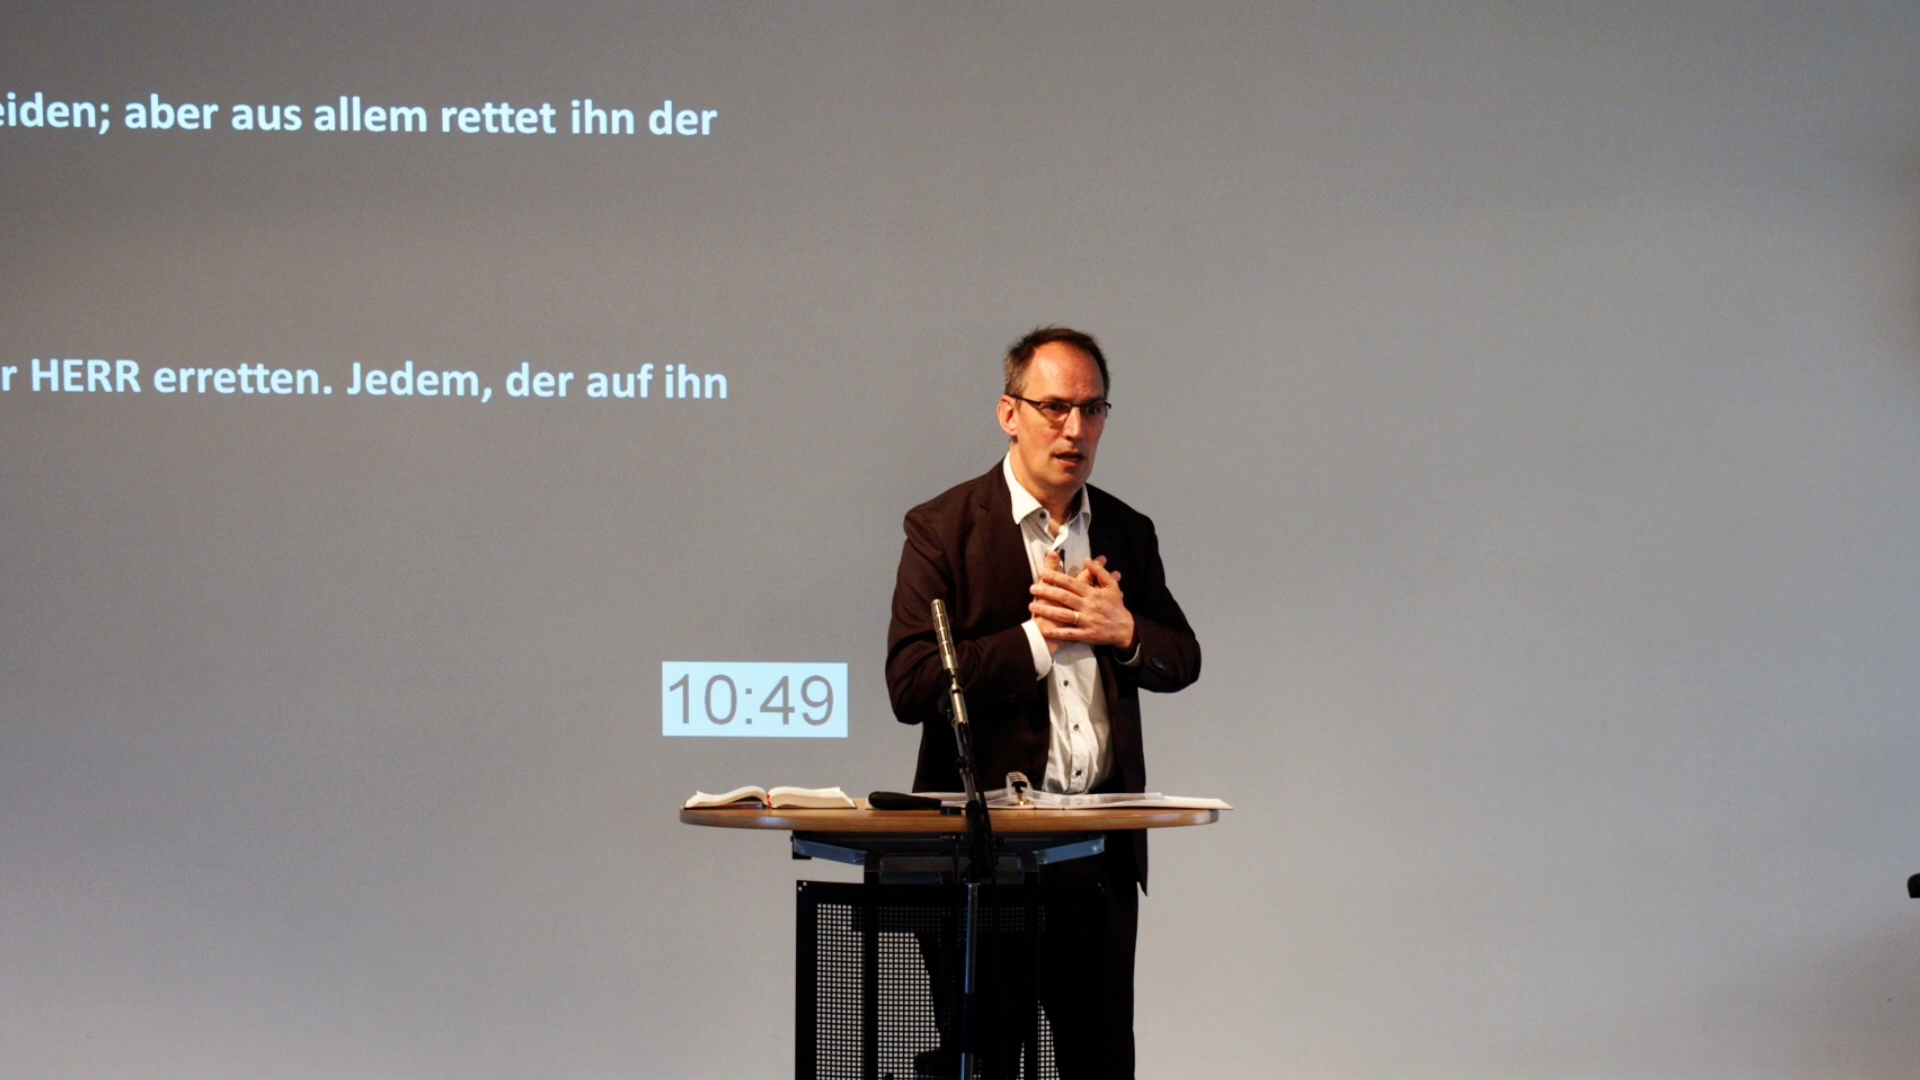 eiden; aber aus allem rettet ihn der
r HERR erretten. Jedem, der auf ihn
10:49